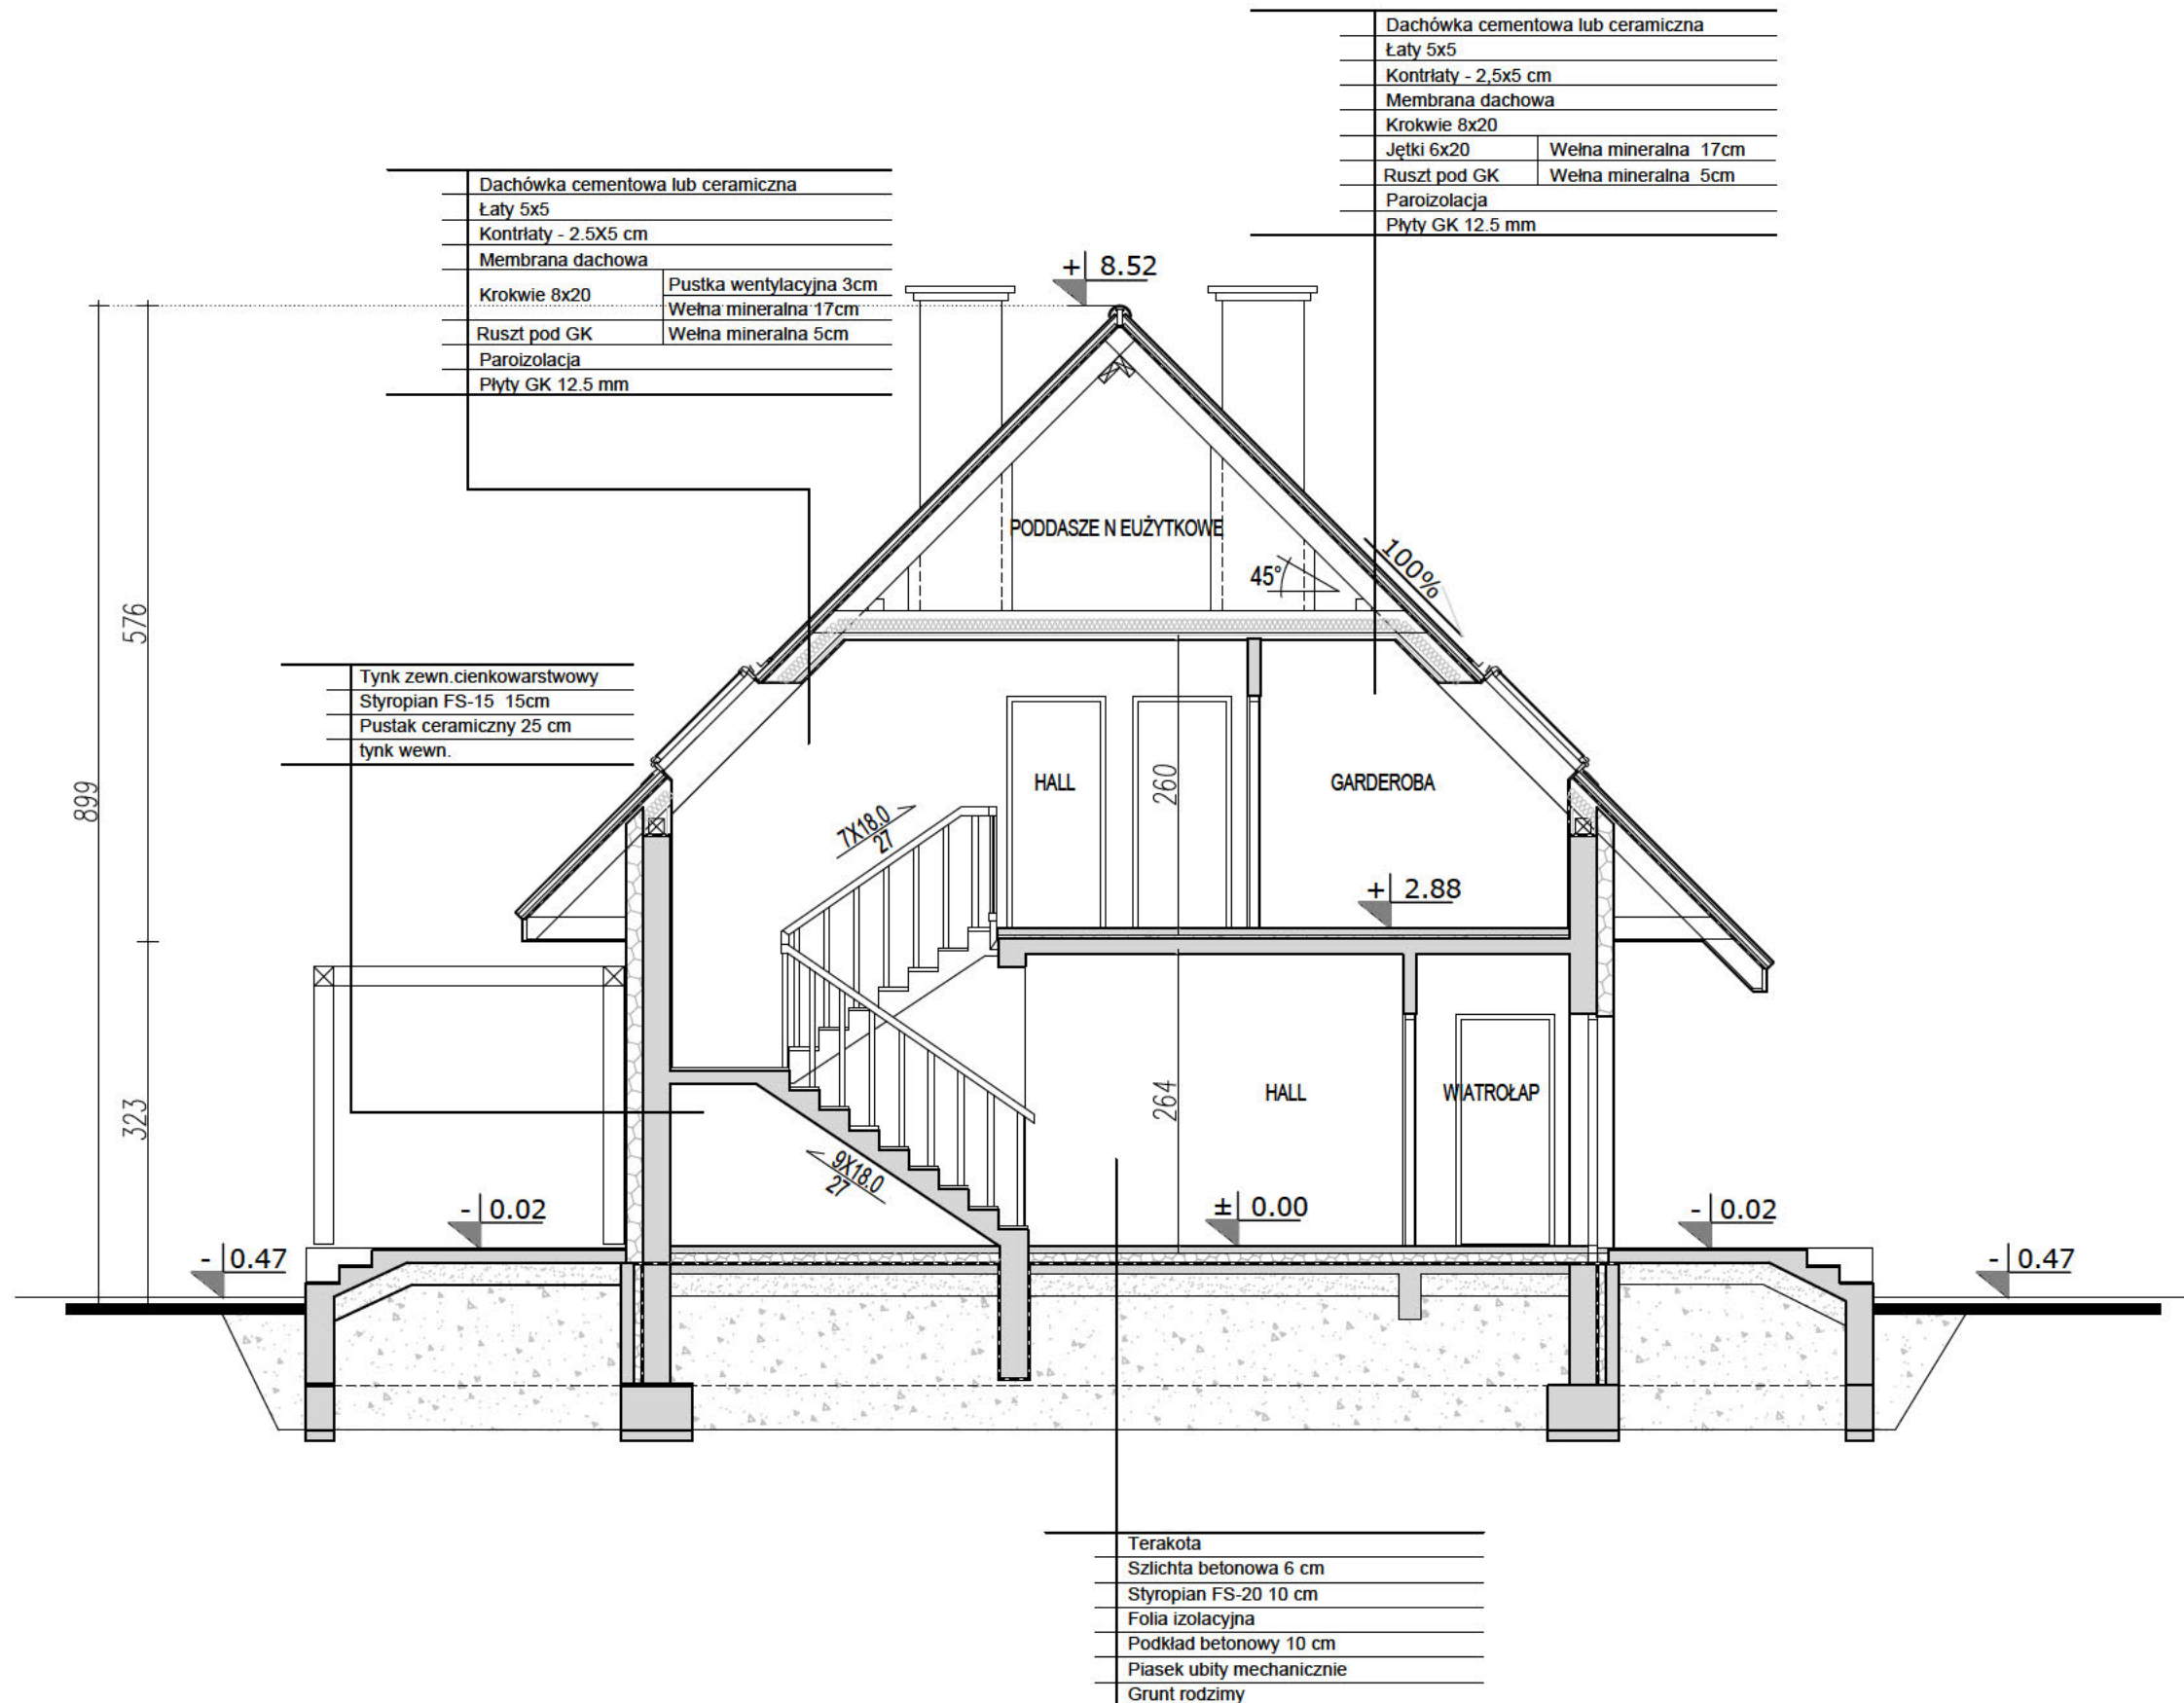 Dachówka cementowa lub ceramiczna
Łaty 5x5
Kontrłaty - 2,5x5 cm
Membrana dachowa
Krokwie 8x20
Jętki 6x20 Wełna mineralna 17cm
Ruszt pod GK Wełna mineralna 5cm
Paroizolacja
Płyty GK 12.5 mm
Dachówka cementowa lub ceramiczna
Łaty 5x5
Kontrłaty - 2.5X5 cm
Membrana dachowa
Krokwie 8x20
Pustka wentylacyjna 3cm
Wełna mineralna 17cm
Ruszt pod GK Wełna mineralna 5cm
Paroizolacja
Płyty GK 12.5 mm
+ 8.52
PODDASZE N EUŻYTKOWE
45°
100%
576
899
323
Tynk zewn.cienkowarstwowy
Styropian FS-15 15cm
Pustak ceramiczny 25 cm
tynk wewn.
HALL
260
GARDEROBA
7X18.0
27
+ 2.88
264
HALL
WIATROŁAP
9X18.0
27
- 0.02
± 0.00
- 0.02
- 0.47
- 0.47
Terakota
Szlichta betonowa 6 cm
Styropian FS-20 10 cm
Folia izolacyjna
Podkład betonowy 10 cm
Piasek ubity mechanicznie
Grunt rodzimy